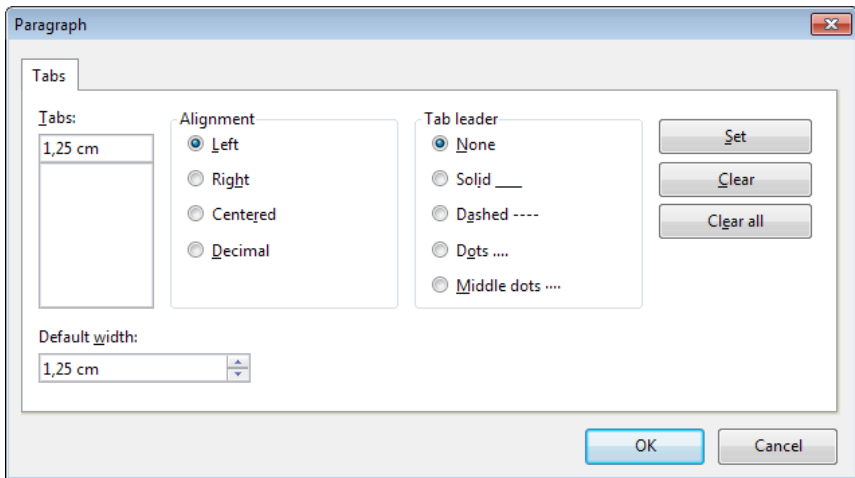 Paragraph
Tabs
Tabs:
1,25 cm
Alignment
Left
Right
Centered
Decimal
Tab leader
None
Solid ___
Dashed ----
Dots ....
Middle dots ····
Set
Clear
Clear all
Default width:
1,25 cm
OK
Cancel